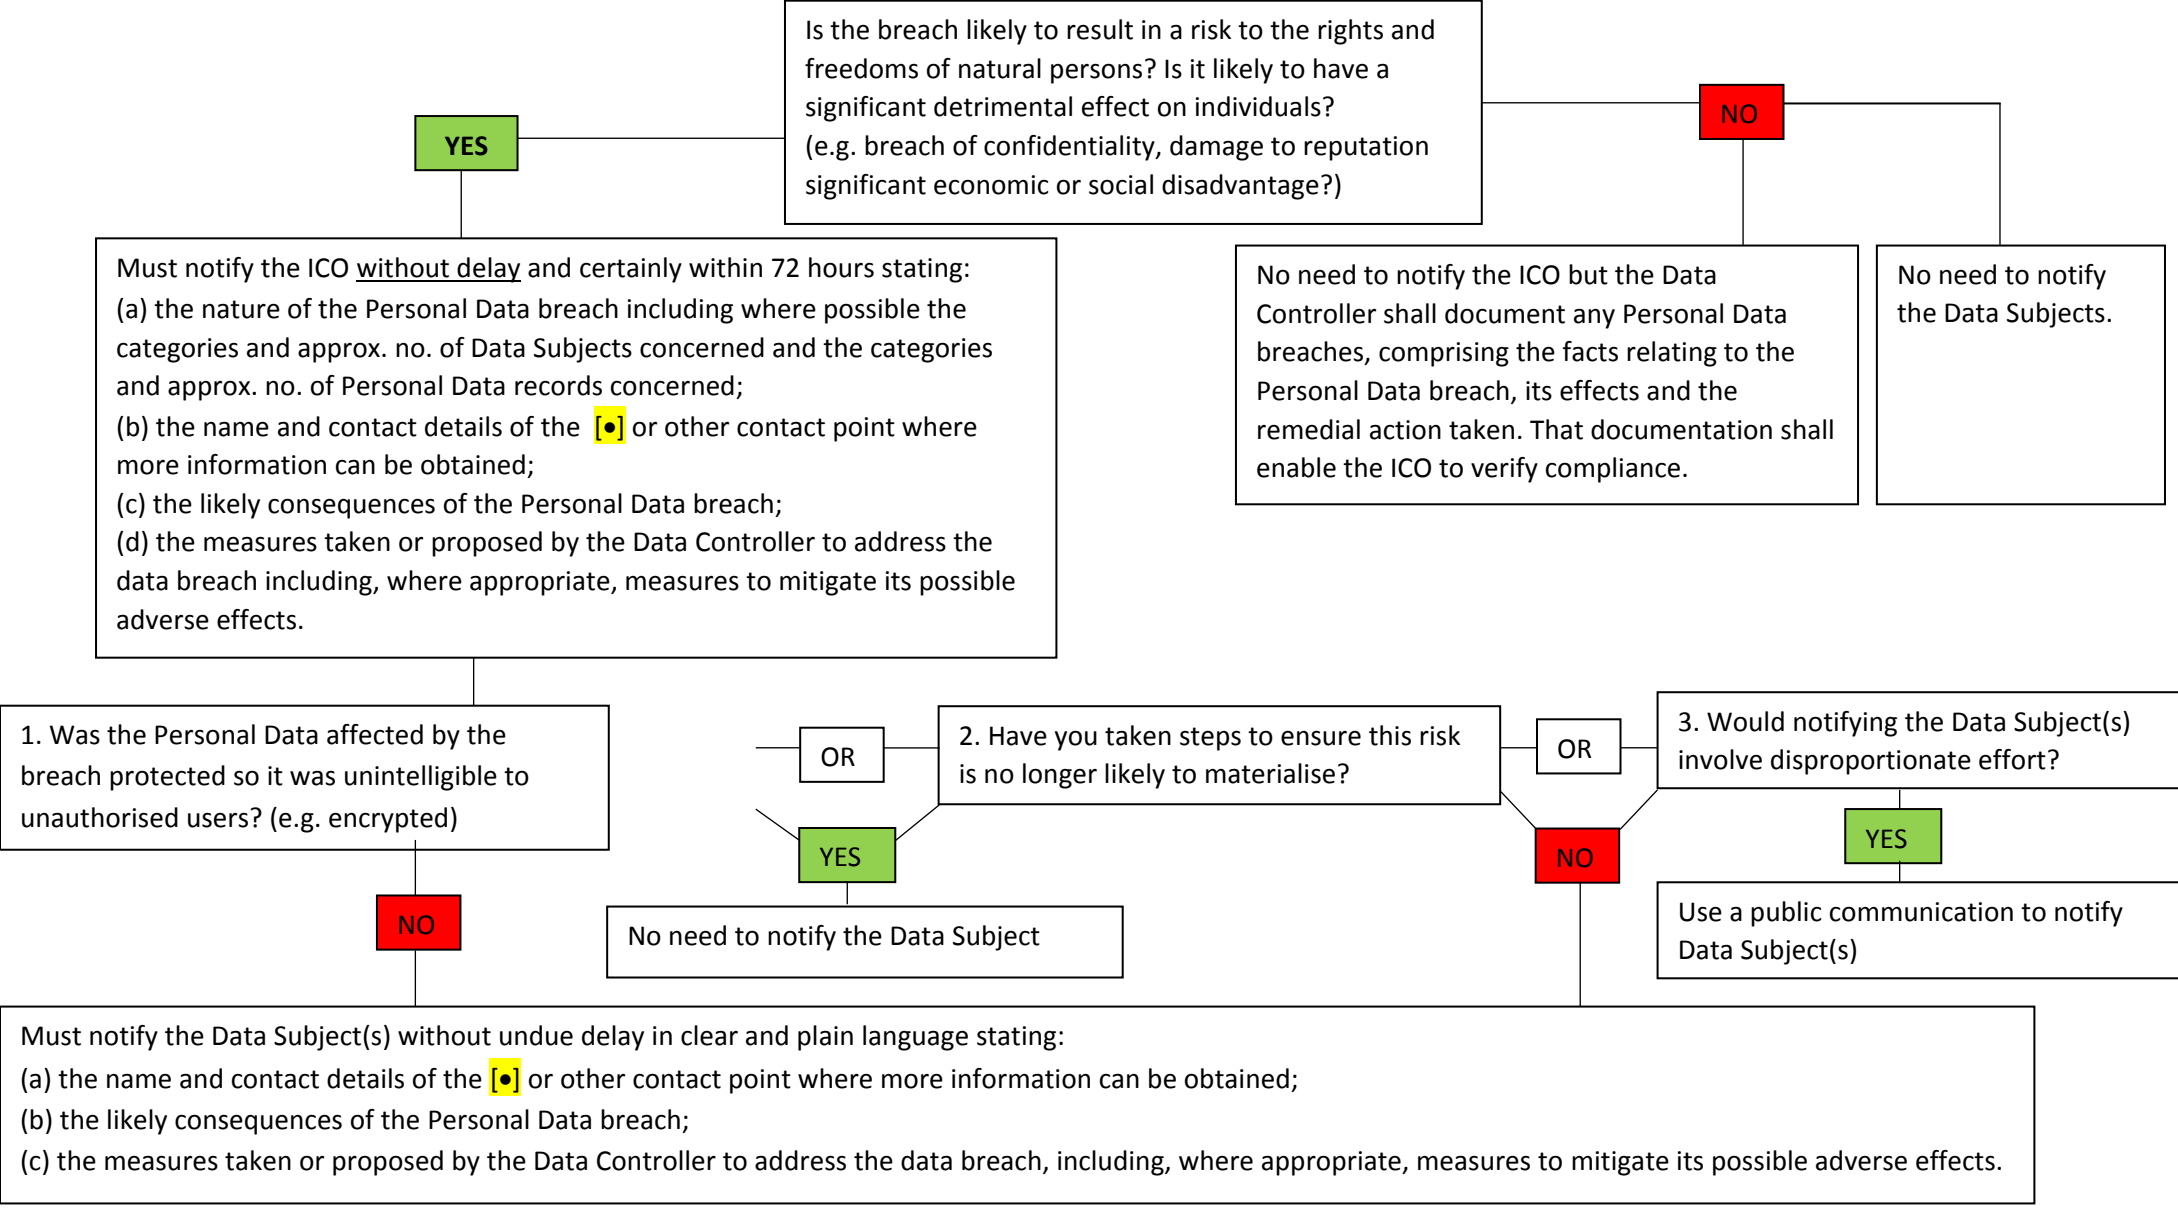 Is the breach likely to result in a risk to the rights and
freedoms of natural persons? Is it likely to have a
significant detrimental effect on individuals?
(e.g. breach of confidentiality, damage to reputation
significant economic or social disadvantage?)
YES
NO
Must notify the ICO without delay and certainly within 72 hours stating:
(a) the nature of the Personal Data breach including where possible the
categories and approx. no. of Data Subjects concerned and the categories
and approx. no. of Personal Data records concerned;
(b) the name and contact details of the [●] or other contact point where
more information can be obtained;
(c) the likely consequences of the Personal Data breach;
(d) the measures taken or proposed by the Data Controller to address the
data breach including, where appropriate, measures to mitigate its possible
adverse effects.
No need to notify the ICO but the Data
Controller shall document any Personal Data
breaches, comprising the facts relating to the
Personal Data breach, its effects and the
remedial action taken. That documentation shall
enable the ICO to verify compliance.
No need to notify
the Data Subjects.
1. Was the Personal Data affected by the
breach protected so it was unintelligible to
unauthorised users? (e.g. encrypted)
OR
2. Have you taken steps to ensure this risk
is no longer likely to materialise?
OR
3. Would notifying the Data Subject(s)
involve disproportionate effort?
NO
YES
NO
YES
No need to notify the Data Subject
Use a public communication to notify
Data Subject(s)
Must notify the Data Subject(s) without undue delay in clear and plain language stating:
(a) the name and contact details of the [●] or other contact point where more information can be obtained;
(b) the likely consequences of the Personal Data breach;
(c) the measures taken or proposed by the Data Controller to address the data breach, including, where appropriate, measures to mitigate its possible adverse effects.